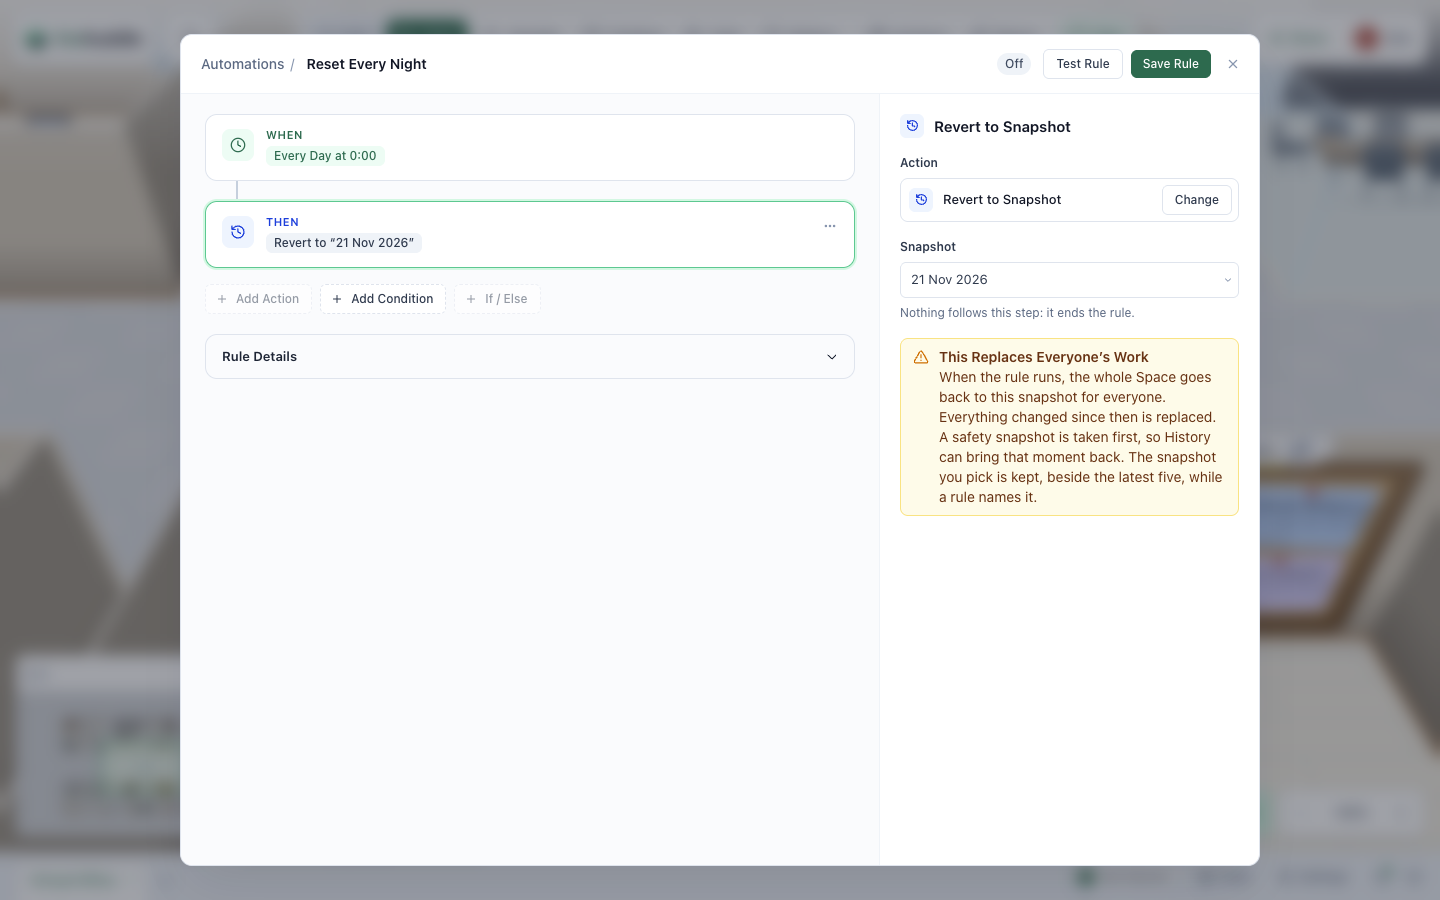 Automations / Reset Every Night
Off
Test Rule
Save Rule
WHEN
Every Day at 0:00
THEN
Revert to “21 Nov 2026”
Add Action
Add Condition
If / Else
Rule Details
Revert to Snapshot
Action
Revert to Snapshot
Change
Snapshot
21 Nov 2026
Nothing follows this step: it ends the rule.
This Replaces Everyone’s Work
When the rule runs, the whole Space goes
back to this snapshot for everyone.
Everything changed since then is replaced.
A safety snapshot is taken first, so History
can bring that moment back. The snapshot
you pick is kept, beside the latest five, while
a rule names it.